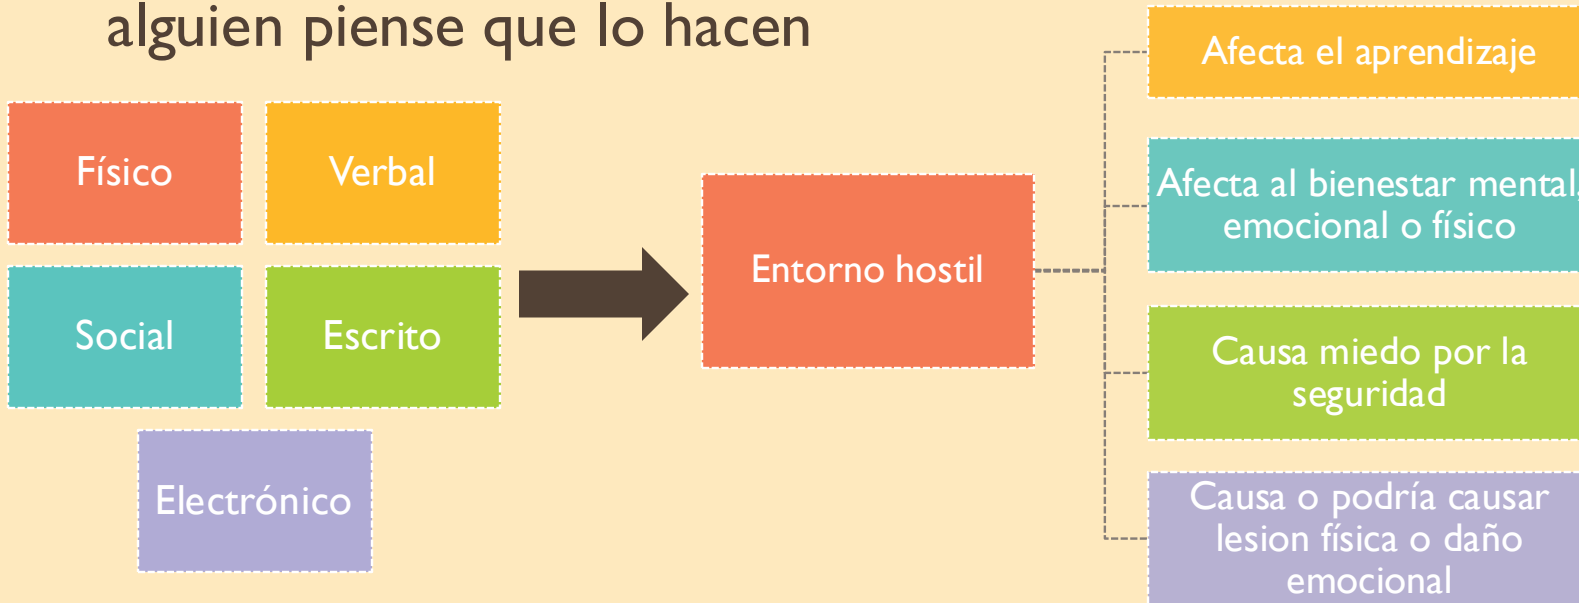 alguien piense que lo hacen
Físico
Verbal
Social
Escrito
Electrónico
Entorno hostil
Afecta el aprendizaje
Afecta al bienestar mental,
emocional o físico
Causa miedo por la
seguridad
Causa o podría causar
lesion física o daño
emocional